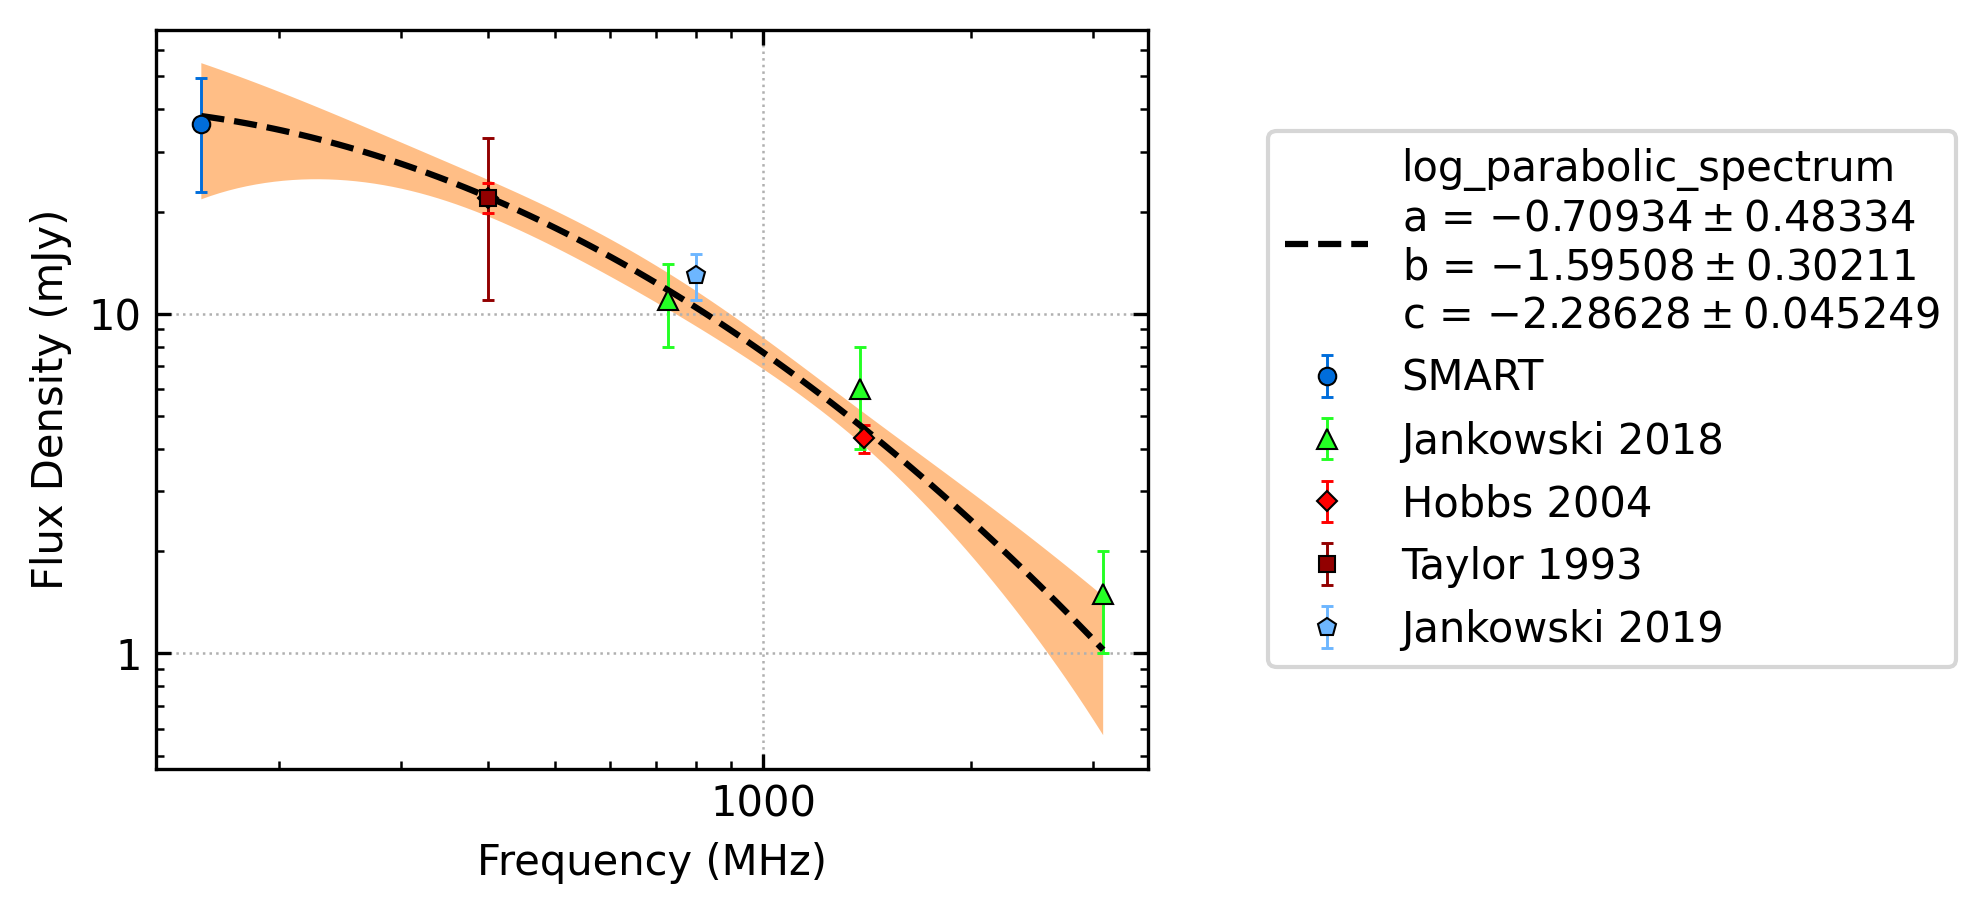 Flux Density (mJy)
10
1
1000
Frequency (MHz)
log_parabolic_spectrum
a = −0.70934 ± 0.48334
b = −1.59508 ± 0.30211
c = −2.28628 ± 0.045249
SMART
Jankowski 2018
Hobbs 2004
Taylor 1993
Jankowski 2019